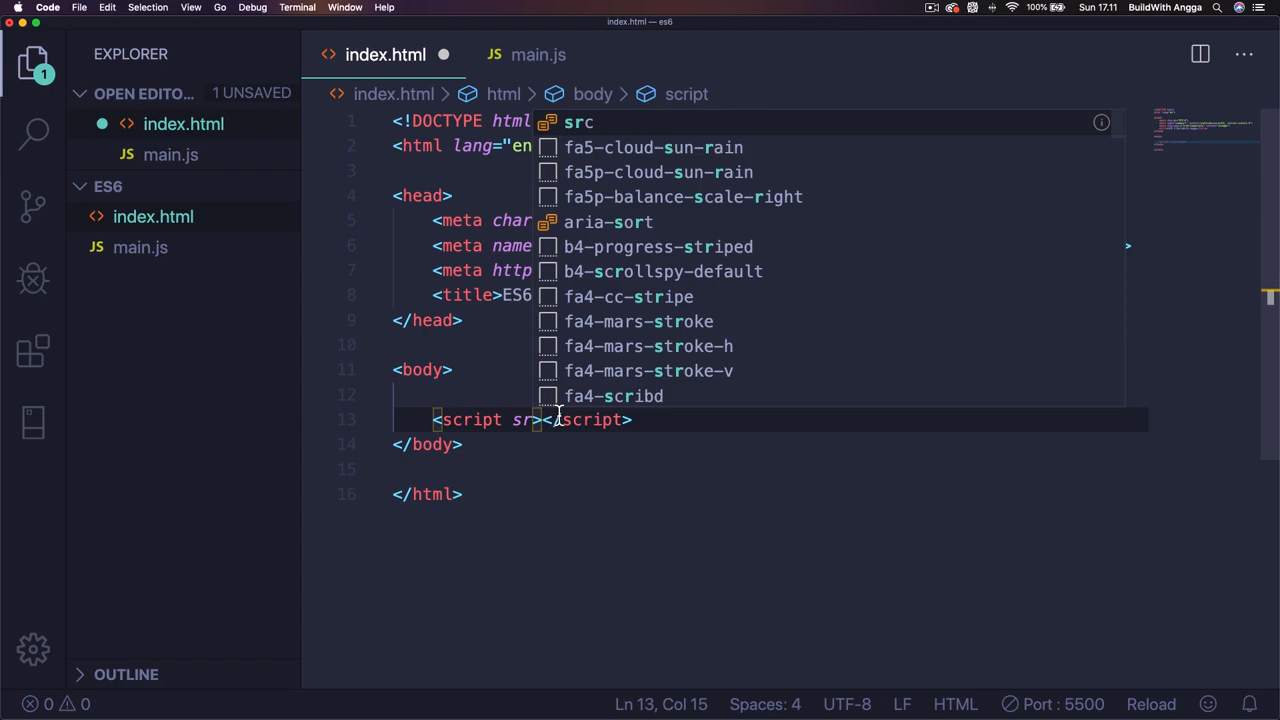 Code File Edit Selection View Go Debug Terminal Window Help 100% Sun 17.11 BuildWith Angga
index.html — es6
EXPLORER
OPEN EDITO... 1 UNSAVED
index.html
main.js
ES6
index.html
main.js
OUTLINE
1
index.html
JS main.js
index.html > html > body > script
1 <!DOCTYPE html
2 <html lang="en
3
4 <head>
5 <meta char
6 <meta name >
7 <meta http
8 <title>ES6
9 </head>
10
11 <body>
12
13 <script sr></script>
14 </body>
15
16 </html>
src
fa5-cloud-sun-rain
fa5p-cloud-sun-rain
fa5p-balance-scale-right
aria-sort
b4-progress-striped
b4-scrollspy-default
fa4-cc-stripe
fa4-mars-stroke
fa4-mars-stroke-h
fa4-mars-stroke-v
fa4-scribd
0 0 Ln 13, Col 15 Spaces: 4 UTF-8 LF HTML Port : 5500 Reload